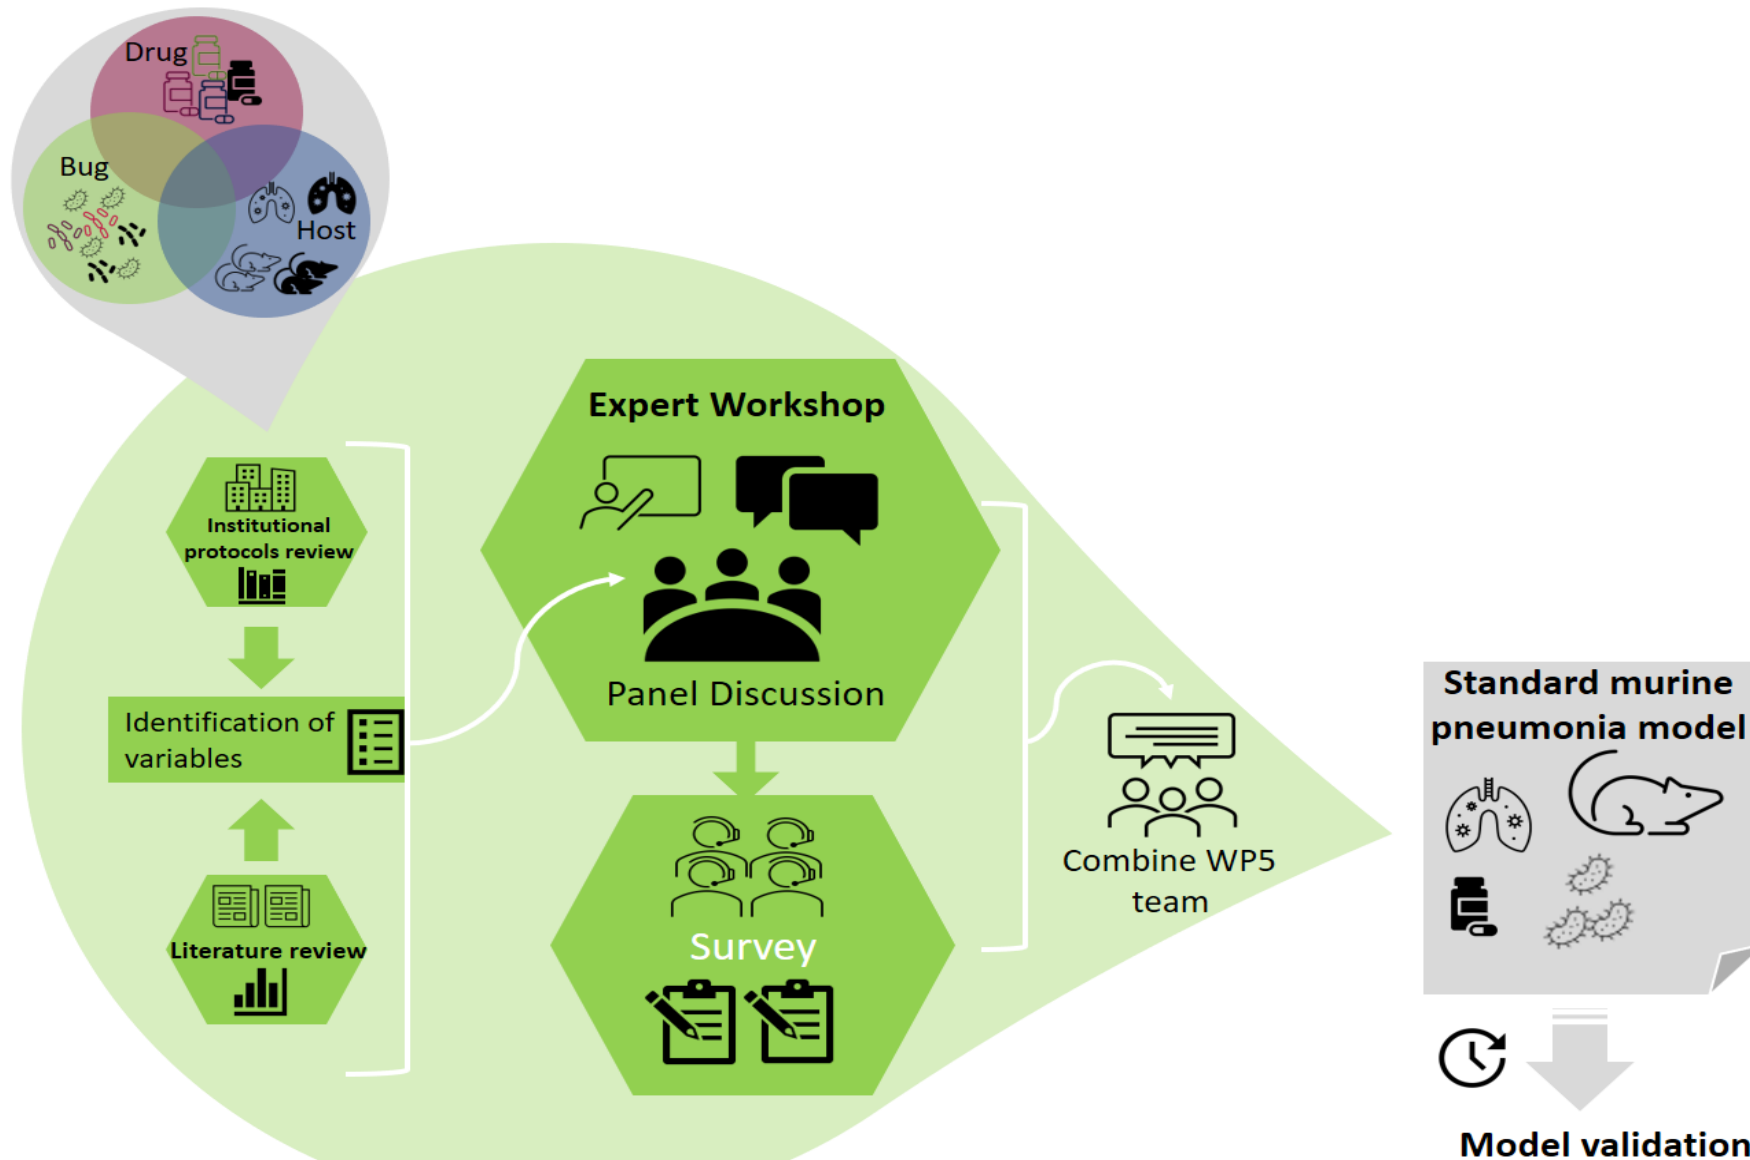 Drug
Bug
Host
Institutional
protocols review
Identification of
variables
Literature review
Expert Workshop
Panel Discussion
Survey
Combine WP5
team
Standard murine
pneumonia model
Model validation